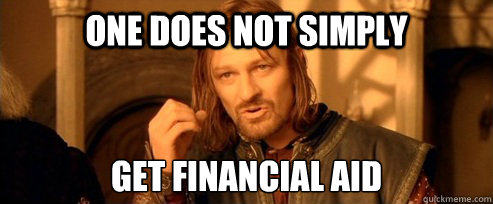 ONE DOES NOT SIMPLY
GET FINANCIAL AID
quickmeme.com